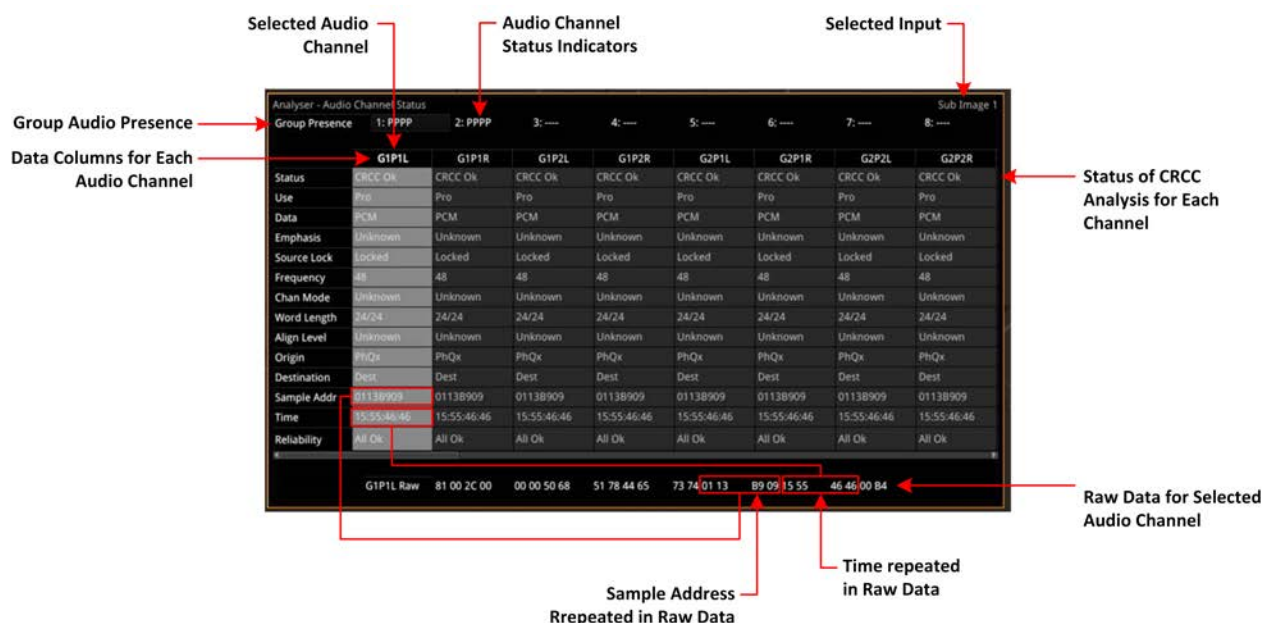 Selected Audio
Channel
Audio Channel
Status Indicators
Selected Input
Analyser - Audio Channel Status Sub Image 1
Group Audio Presence
Group Presence 1: PPPP 2: PPPP 3: ---- 4: ---- 5: ---- 6: ---- 7: ---- 8: ----
Data Columns for Each
Audio Channel
G1P1L G1P1R G1P2L G1P2R G2P1L G2P1R G2P2L G2P2R
Status CRCC Ok CRCC Ok CRCC Ok CRCC Ok CRCC Ok CRCC Ok CRCC Ok CRCC Ok
Status of CRCC
Analysis for Each
Channel
Use Pro Pro Pro Pro Pro Pro Pro Pro
Data PCM PCM PCM PCM PCM PCM PCM PCM
Emphasis Unknown Unknown Unknown Unknown Unknown Unknown Unknown Unknown
Source Lock Locked Locked Locked Locked Locked Locked Locked Locked
Frequency 48 48 48 48 48 48 48 48
Chan Mode Unknown Unknown Unknown Unknown Unknown Unknown Unknown Unknown
Word Length 24/24 24/24 24/24 24/24 24/24 24/24 24/24 24/24
Align Level Unknown Unknown Unknown Unknown Unknown Unknown Unknown Unknown
Origin PhQx PhQx PhQx PhQx PhQx PhQx PhQx PhQx
Destination Dest Dest Dest Dest Dest Dest Dest Dest
Sample Addr 0113B909 0113B909 0113B909 0113B909 0113B909 0113B909 0113B909 0113B909
Time 15:55:46:46 15:55:46:46 15:55:46:46 15:55:46:46 15:55:46:46 15:55:46:46 15:55:46:46 15:55:46:46
Reliability All Ok All Ok All Ok All Ok All Ok All Ok All Ok All Ok
G1P1L Raw 81 00 2C 00 00 00 50 68 51 78 44 65 73 74 01 13 B9 09 15 55 46 46 00 B4
Raw Data for Selected
Audio Channel
Time repeated
in Raw Data
Sample Address
Rrepeated in Raw Data